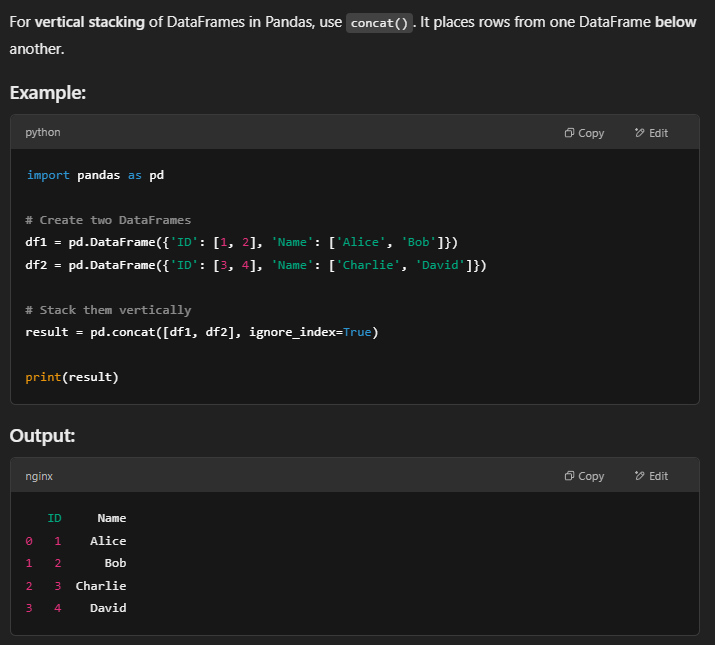 For vertical stacking of DataFrames in Pandas, use concat(). It places rows from one DataFrame below
another.
Example:
python Copy Edit
import pandas as pd
# Create two DataFrames
df1 = pd.DataFrame({'ID': [1, 2], 'Name': ['Alice', 'Bob']})
df2 = pd.DataFrame({'ID': [3, 4], 'Name': ['Charlie', 'David']})
# Stack them vertically
result = pd.concat([df1, df2], ignore_index=True)
print(result)
Output:
nginx Copy Edit
ID Name
0 1 Alice
1 2 Bob
2 3 Charlie
3 4 David